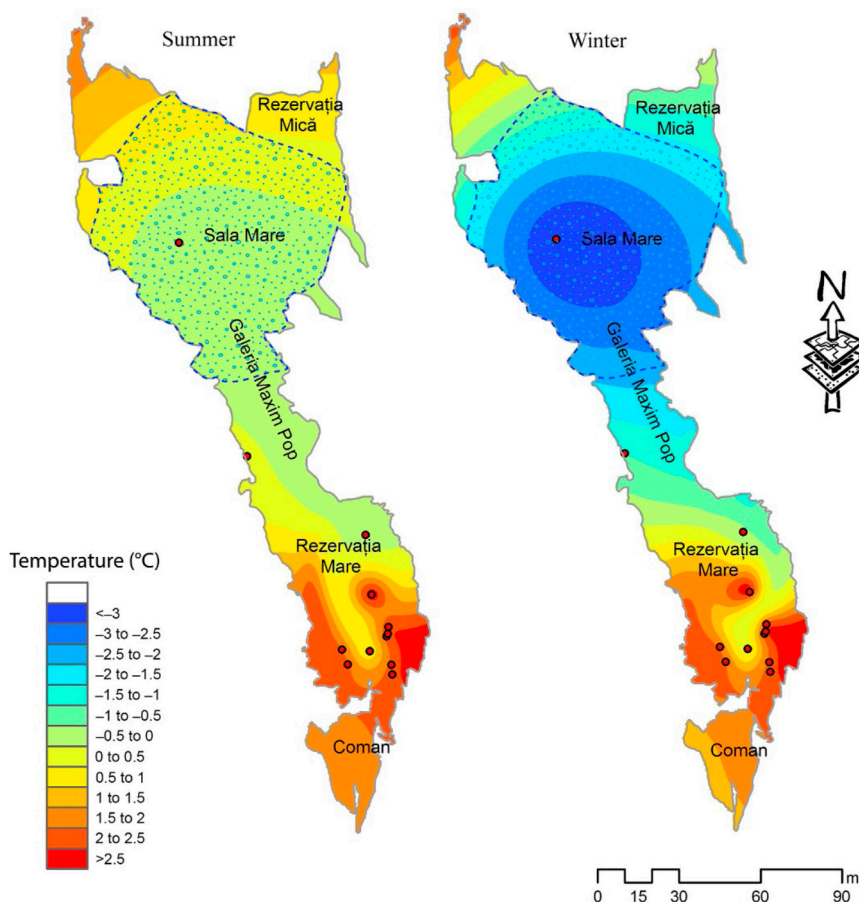 Summer
Winter
Rezervația
Mică
Rezervația
Mică
Sala Mare
Sala Mare
N
Galeria Maxim Pop
Galeria Maxim Pop
Rezervația
Mare
Rezervația
Mare
Temperature (°C)
<–3
–3 to –2.5
–2.5 to –2
–2 to –1.5
–1.5 to –1
–1 to –0.5
–0.5 to 0
0 to 0.5
0.5 to 1
1 to 1.5
1.5 to 2
2 to 2.5
>2.5
Coman
Coman
m
0 15 30 60 90